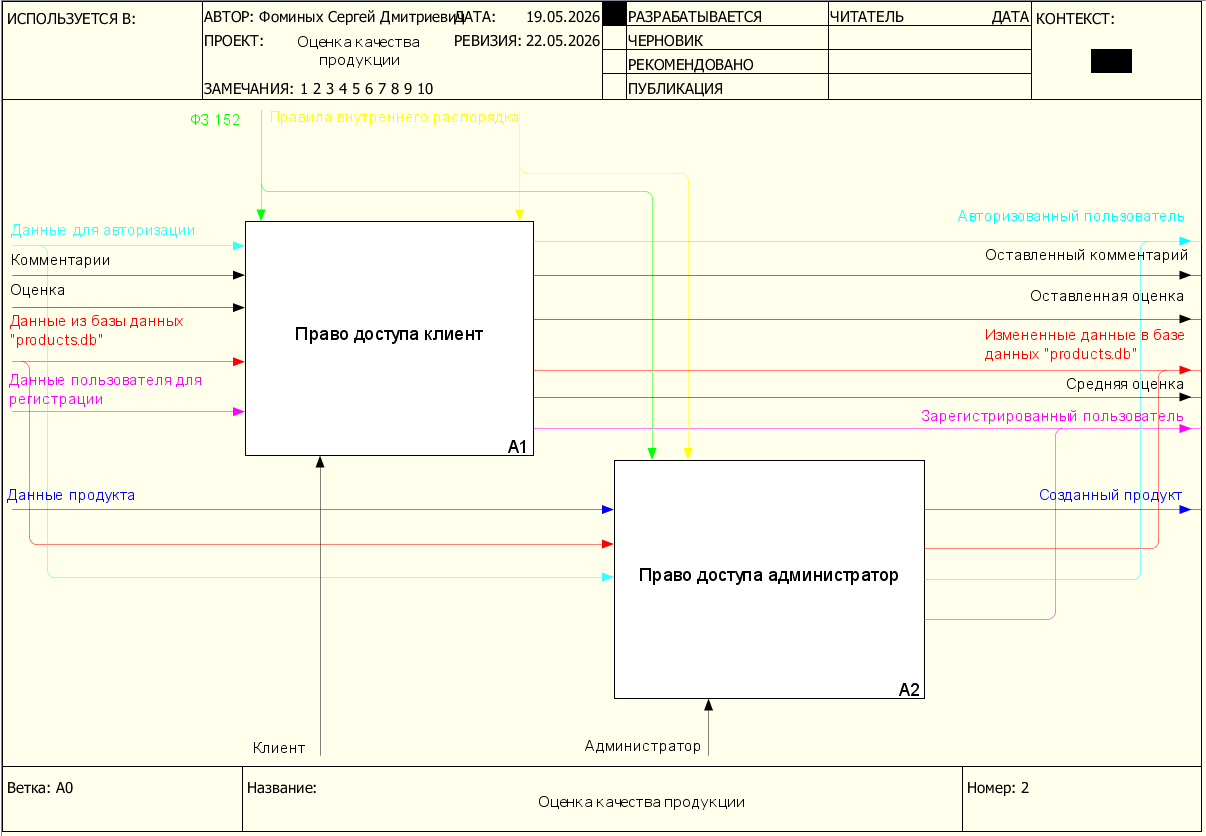 ИСПОЛЬЗУЕТСЯ В:
АВТОР: Фоминых Сергей Дмитриевич
ДАТА: 19.05.2026
ПРОЕКТ: Оценка качества
продукции
РЕВИЗИЯ: 22.05.2026
ЗАМЕЧАНИЯ: 1 2 3 4 5 6 7 8 9 10
РАЗРАБАТЫВАЕТСЯ
ЧЕРНОВИК
РЕКОМЕНДОВАНО
ПУБЛИКАЦИЯ
ЧИТАТЕЛЬ ДАТА
КОНТЕКСТ:
ФЗ 152
Правила внутреннего распорядка
Данные для авторизации
Комментарии
Оценка
Данные из базы данных
"products.db"
Данные пользователя для
регистрации
Право доступа клиент
A1
Авторизованный пользователь
Оставленный комментарий
Оставленная оценка
Измененные данные в базе
данных "products.db"
Средняя оценка
Зарегистрированный пользователь
Данные продукта
Созданный продукт
Право доступа администратор
A2
Клиент
Администратор
Ветка: A0
Название:
Оценка качества продукции
Номер: 2